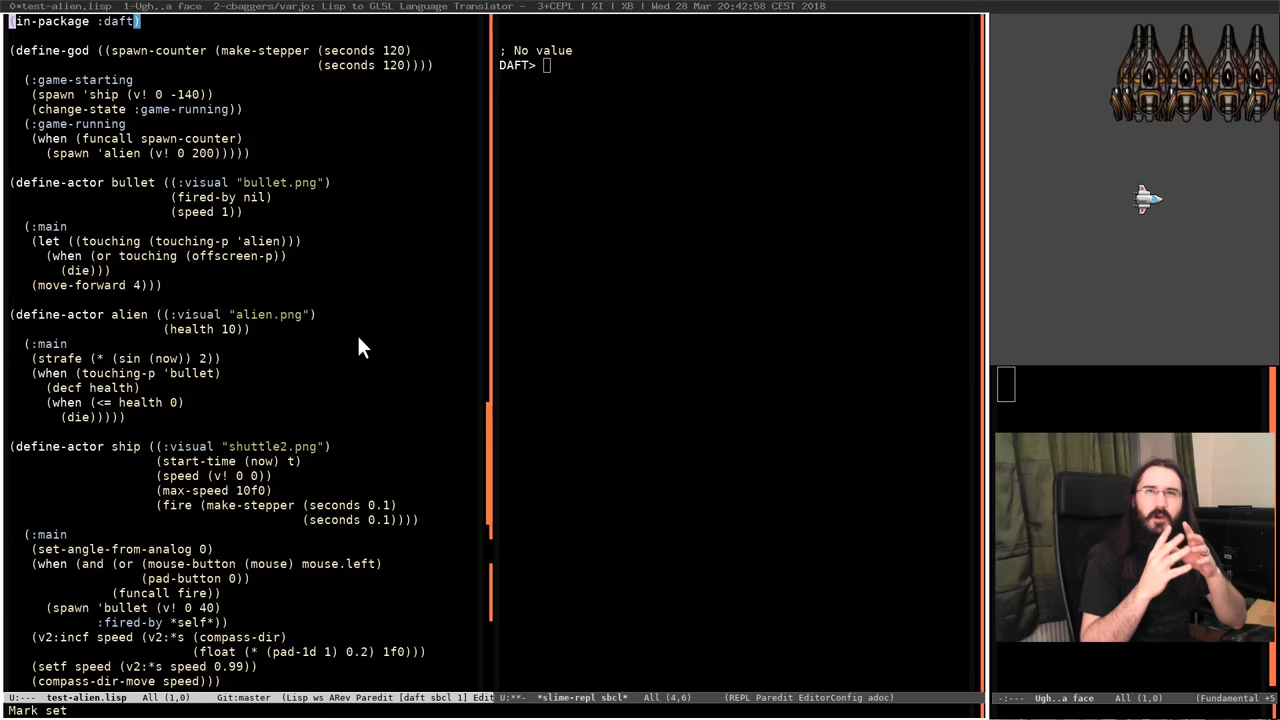 0*test-alien.lisp  1-Ugh..a face  2-cbaggers/varjo: Lisp to GLSL Language Translator -  3+CEPL | %I | %B | Wed 28 Mar 20:42:58 CEST 2018
(in-package :daft)
(define-god ((spawn-counter (make-stepper (seconds 120)
                                          (seconds 120))))
  (:game-starting
   (spawn 'ship (v! 0 -140))
   (change-state :game-running))
  (:game-running
   (when (funcall spawn-counter)
     (spawn 'alien (v! 0 200)))))
(define-actor bullet ((:visual "bullet.png")
                      (fired-by nil)
                      (speed 1))
  (:main
   (let ((touching (touching-p 'alien)))
     (when (or touching (offscreen-p))
       (die)))
   (move-forward 4)))
(define-actor alien ((:visual "alien.png")
                     (health 10))
  (:main
   (strafe (* (sin (now)) 2))
   (when (touching-p 'bullet)
     (decf health)
     (when (<= health 0)
       (die)))))
(define-actor ship ((:visual "shuttle2.png")
                    (start-time (now) t)
                    (speed (v! 0 0))
                    (max-speed 10f0)
                    (fire (make-stepper (seconds 0.1)
                                        (seconds 0.1))))
  (:main
   (set-angle-from-analog 0)
   (when (and (or (mouse-button (mouse) mouse.left)
                  (pad-button 0))
              (funcall fire))
     (spawn 'bullet (v! 0 40)
            :fired-by *self*))
   (v2:incf speed (v2:*s (compass-dir)
                         (float (* (pad-1d 1) 0.2) 1f0)))
   (setf speed (v2:*s speed 0.99))
   (compass-dir-move speed)))
U:---  test-alien.lisp   All (1,0)     Git:master  (Lisp ws ARev Paredit [daft sbcl 1] Edit
Mark set
; No value
DAFT>
U:**-  *slime-repl sbcl*   All (4,6)     (REPL Paredit EditorConfig adoc)
-:---  Ugh..a face    All (1,0)     (Fundamental +5